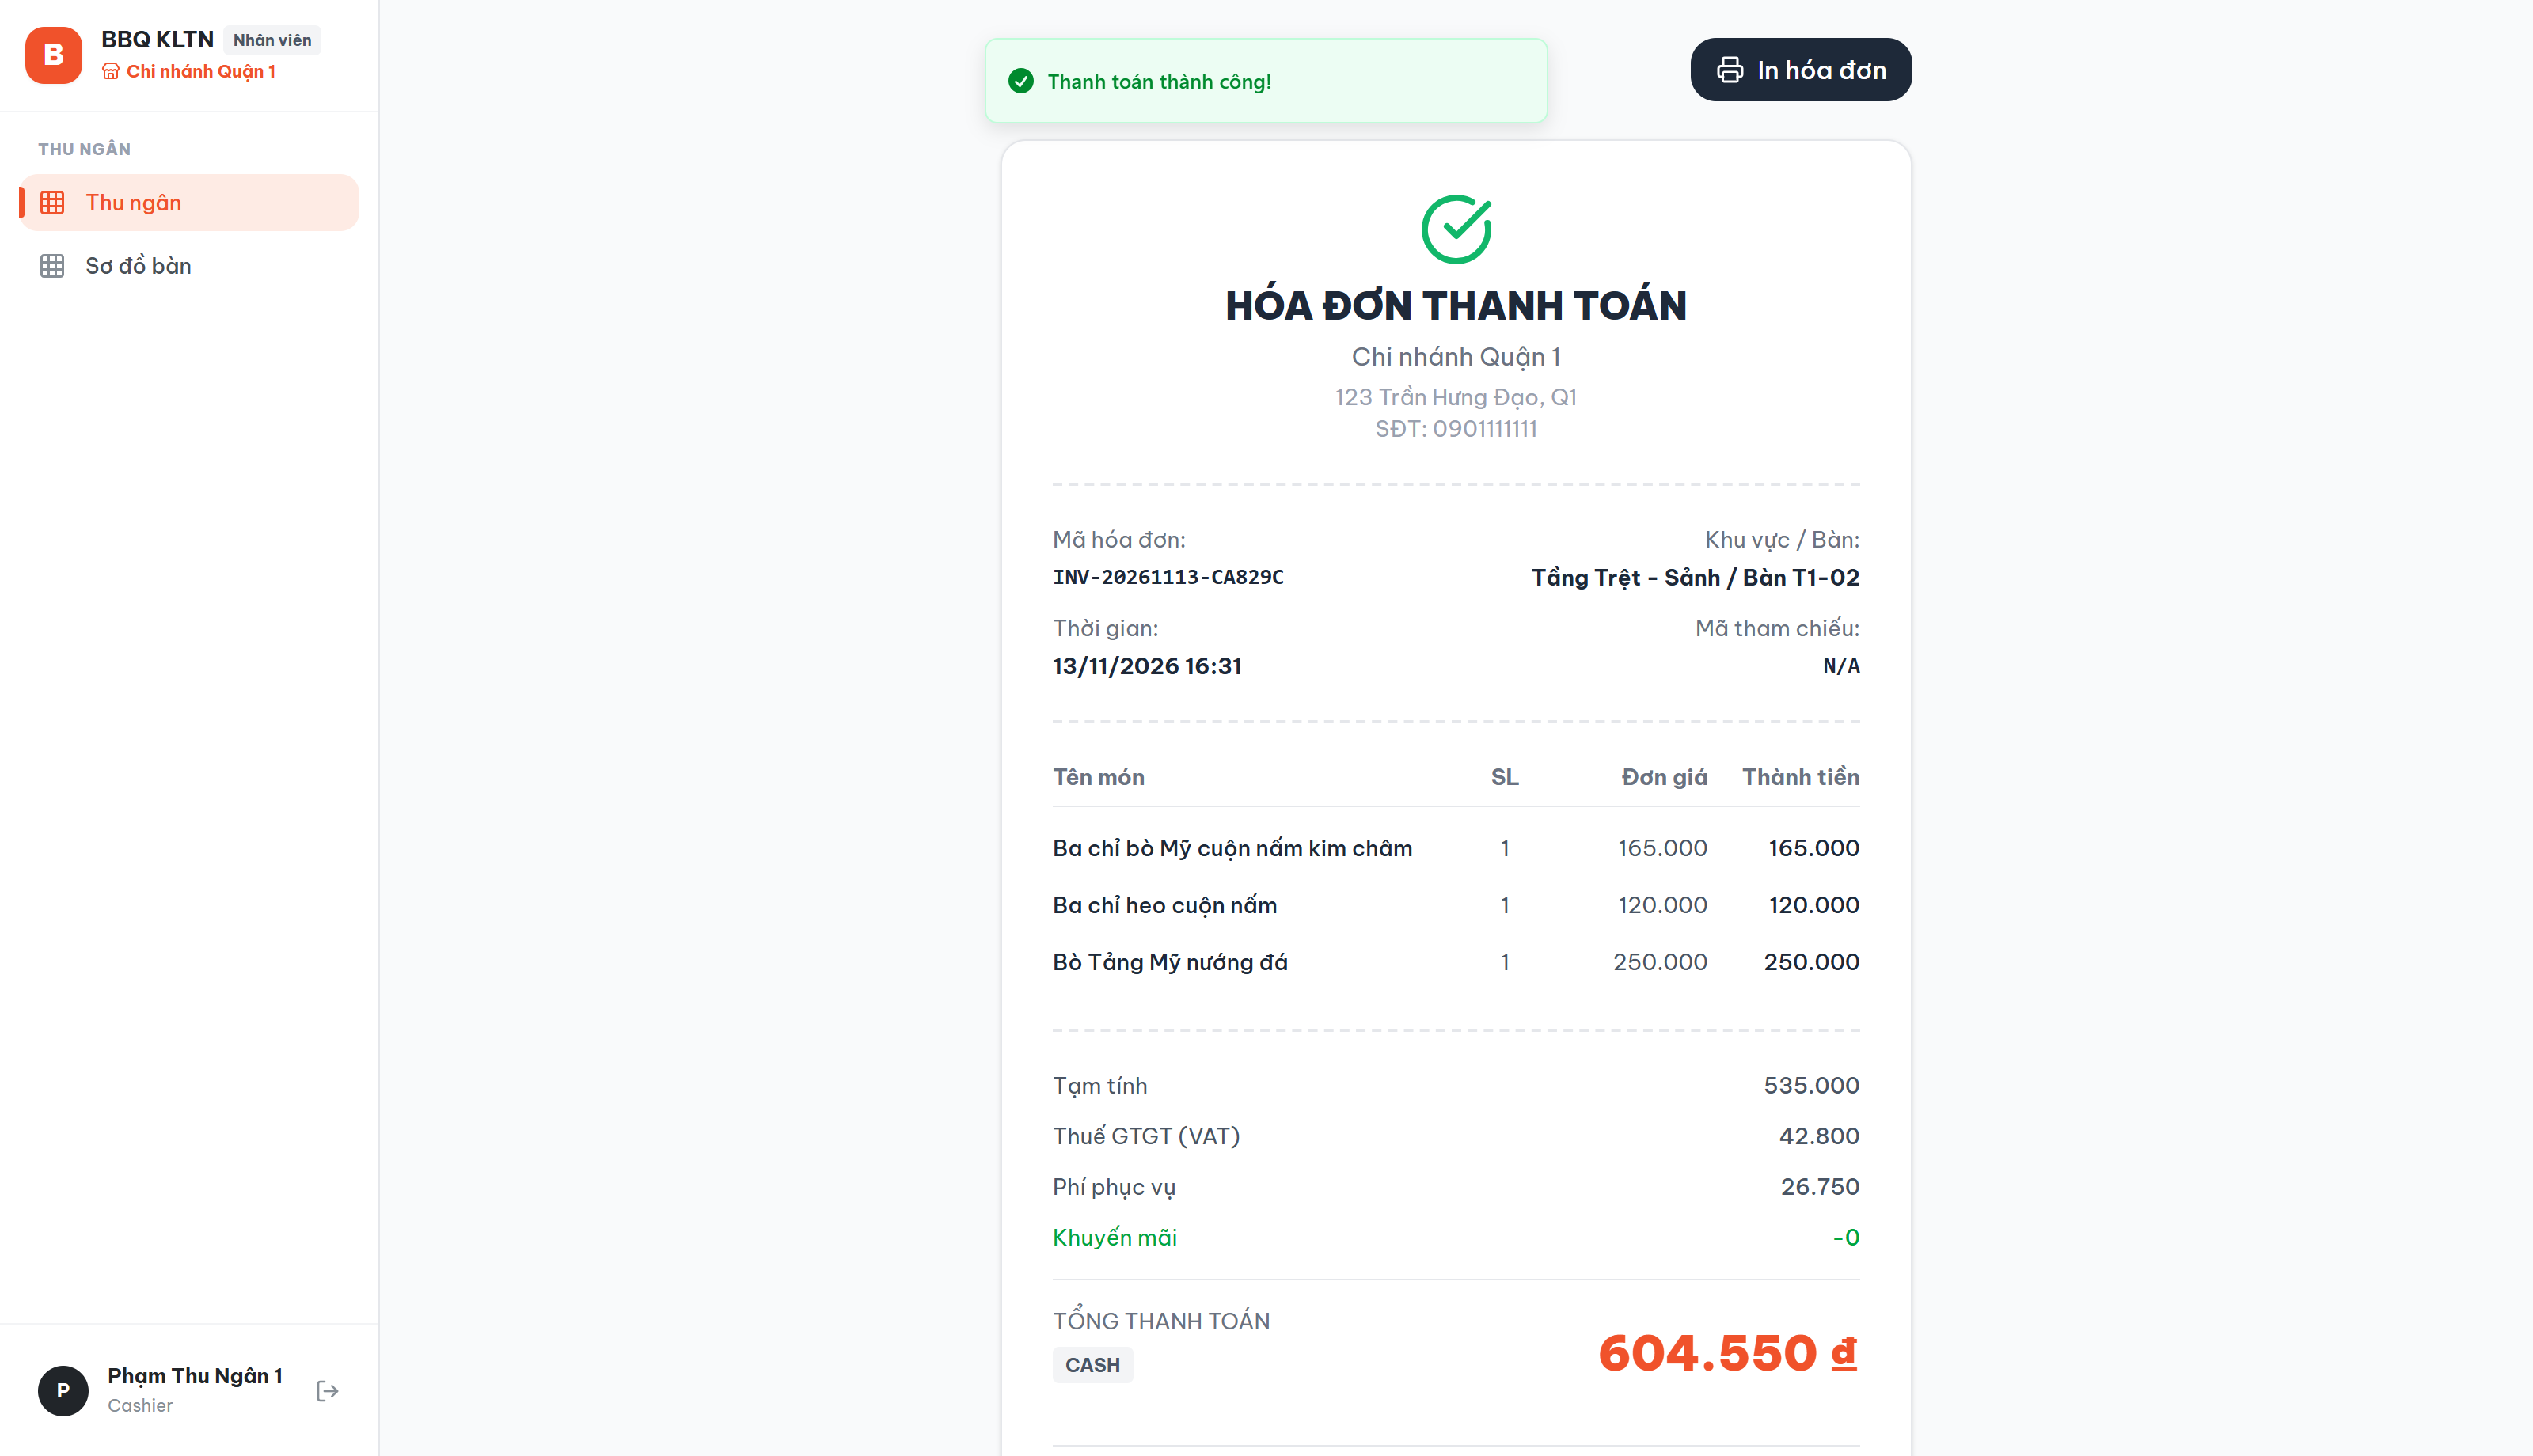 B
BBQ KLTN Nhân viên
Chi nhánh Quận 1
THU NGÂN
Thu ngân
Sơ đồ bàn
P
Phạm Thu Ngân 1
Cashier
Thanh toán thành công!
In hóa đơn
HÓA ĐƠN THANH TOÁN
Chi nhánh Quận 1
123 Trần Hưng Đạo, Q1
SĐT: 0901111111
Mã hóa đơn: Khu vực / Bàn:
INV-20261113-CA829C Tầng Trệt - Sảnh / Bàn T1-02
Thời gian: Mã tham chiếu:
13/11/2026 16:31 N/A
Tên món SL Đơn giá Thành tiền
Ba chỉ bò Mỹ cuộn nấm kim châm 1 165.000 165.000
Ba chỉ heo cuộn nấm 1 120.000 120.000
Bò Tảng Mỹ nướng đá 1 250.000 250.000
Tạm tính 535.000
Thuế GTGT (VAT) 42.800
Phí phục vụ 26.750
Khuyến mãi -0
TỔNG THANH TOÁN
CASH 604.550 ₫